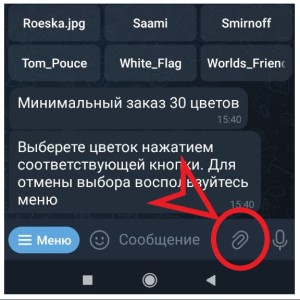 Roeska.jpg Saami Smirnoff
Tom_Pouce White_Flag Worlds_Frien
Минимальный заказ 30 цветов
15:40
Выберете цветок нажатием
соответствующей кнопки. Для
отмены выбора воспользуйтесь
меню
15:40
Меню Сообщение